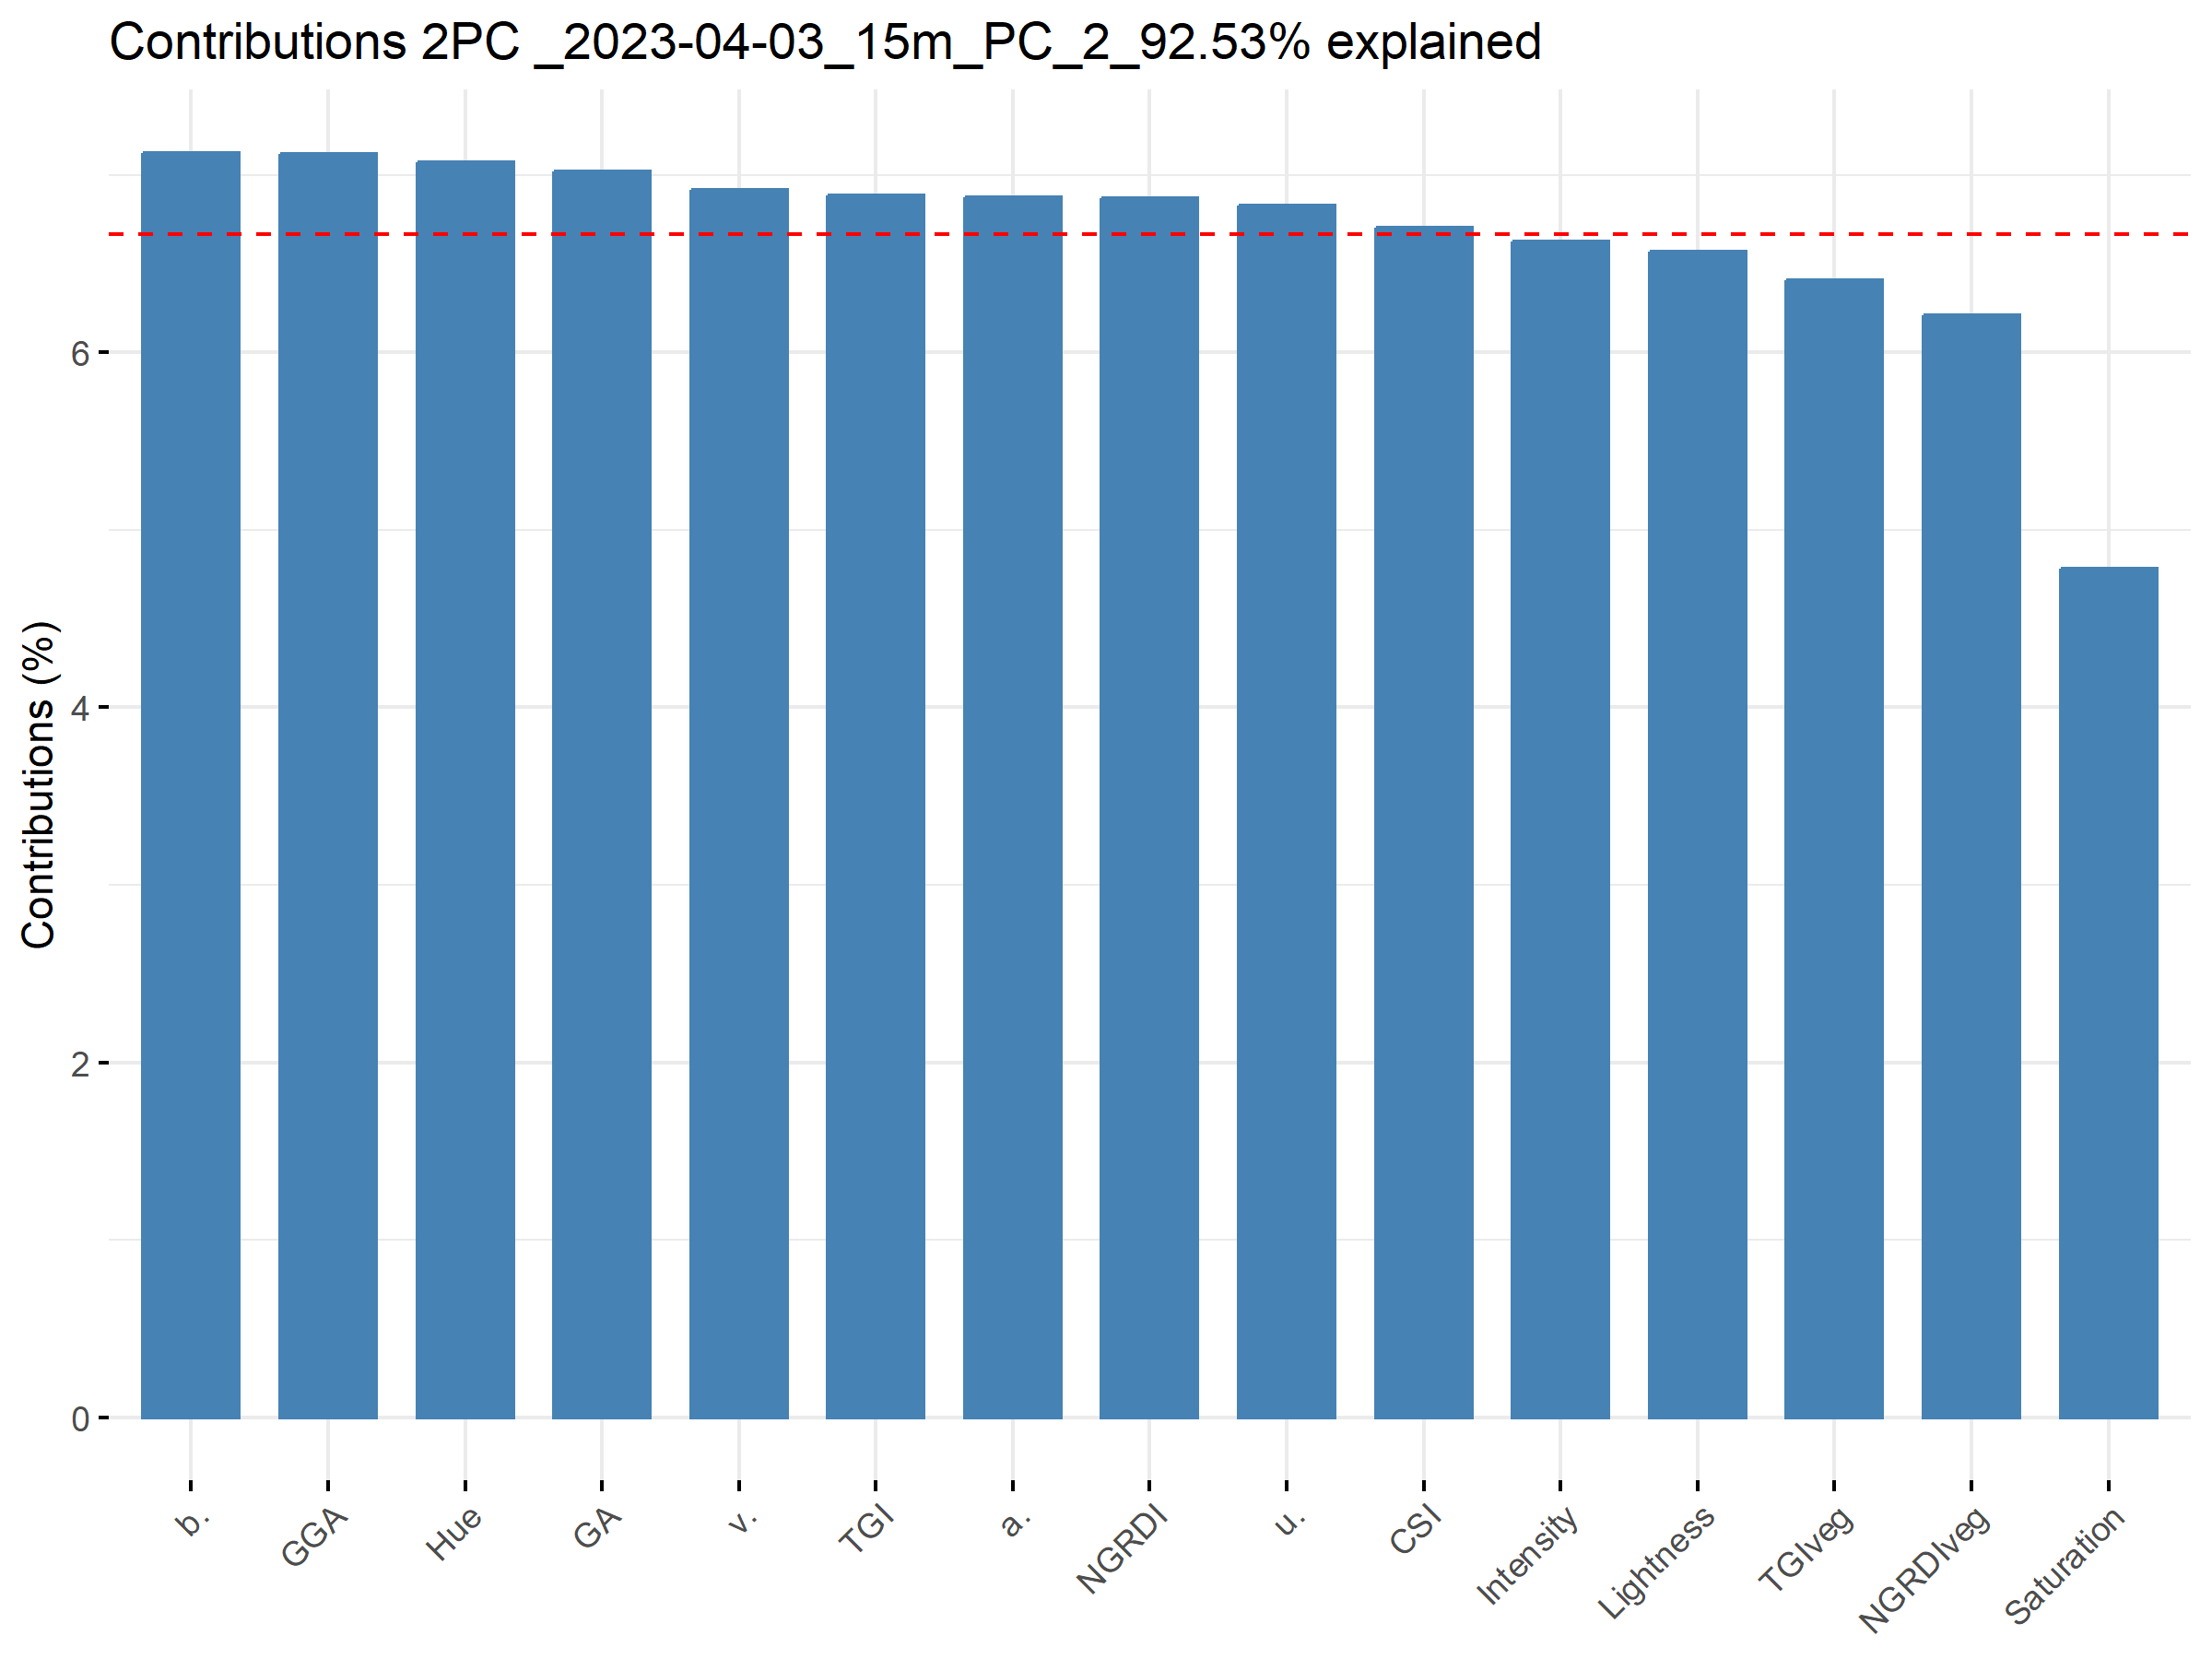 Contributions 2PC _2023-04-03_15m_PC_2_92.53% explained
Contributions (%)
6
4
2
0
b.
GGA
Hue
GA
v.
TGI
a.
NGRDI
u.
CSI
Intensity
Lightness
TGIveg
NGRDIveg
Saturation